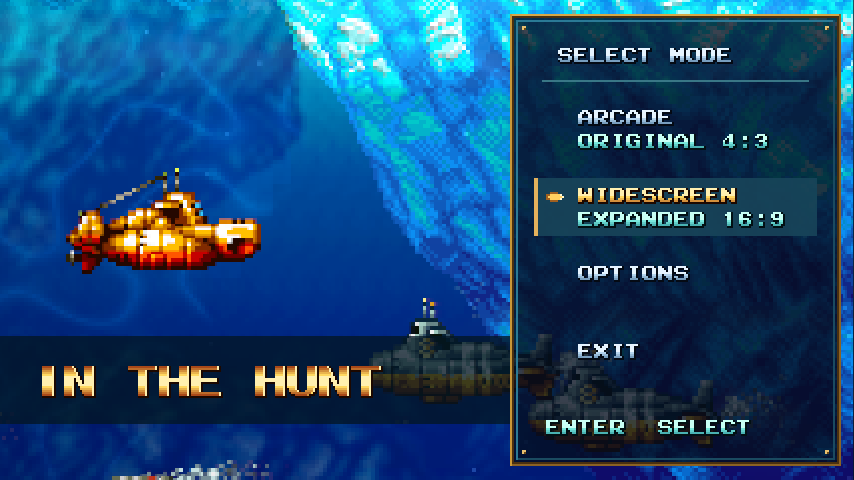 SELECT MODE
ARCADE
ORIGINAL 4:3
WIDESCREEN
EXPANDED 16:9
OPTIONS
EXIT
IN THE HUNT
ENTER SELECT